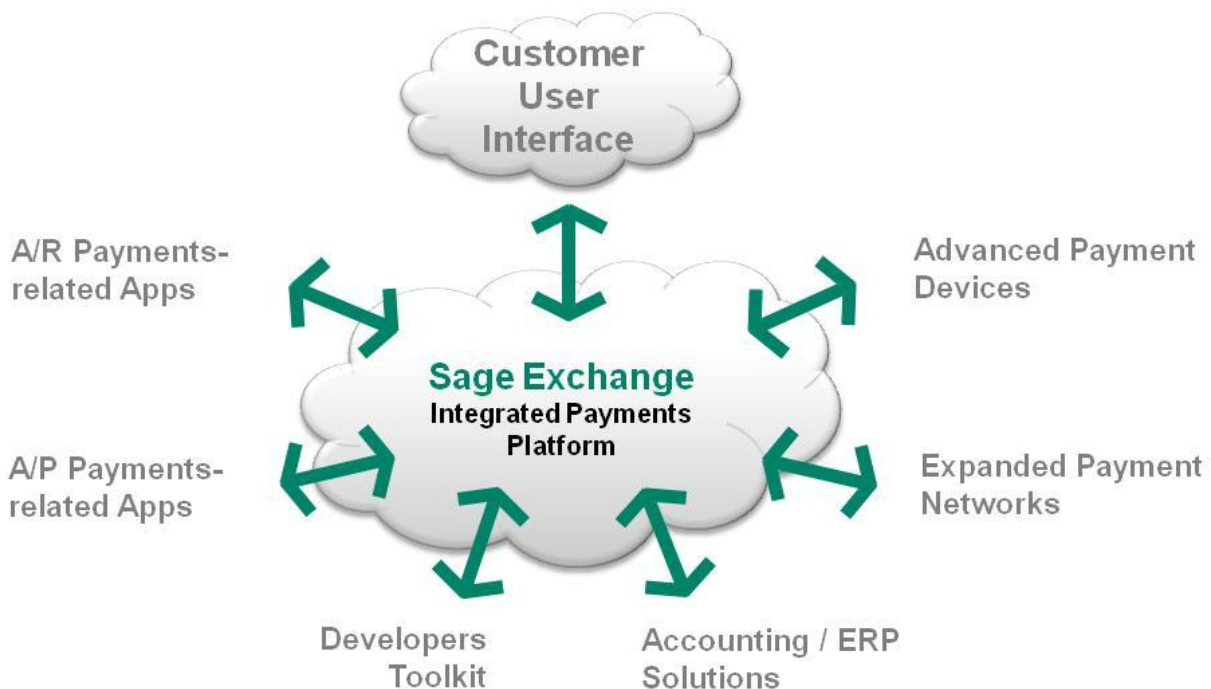 Customer
User
Interface
A/R Payments-
related Apps
Advanced Payment
Devices
Sage Exchange
Integrated Payments
Platform
A/P Payments-
related Apps
Expanded Payment
Networks
Developers
Toolkit
Accounting / ERP
Solutions